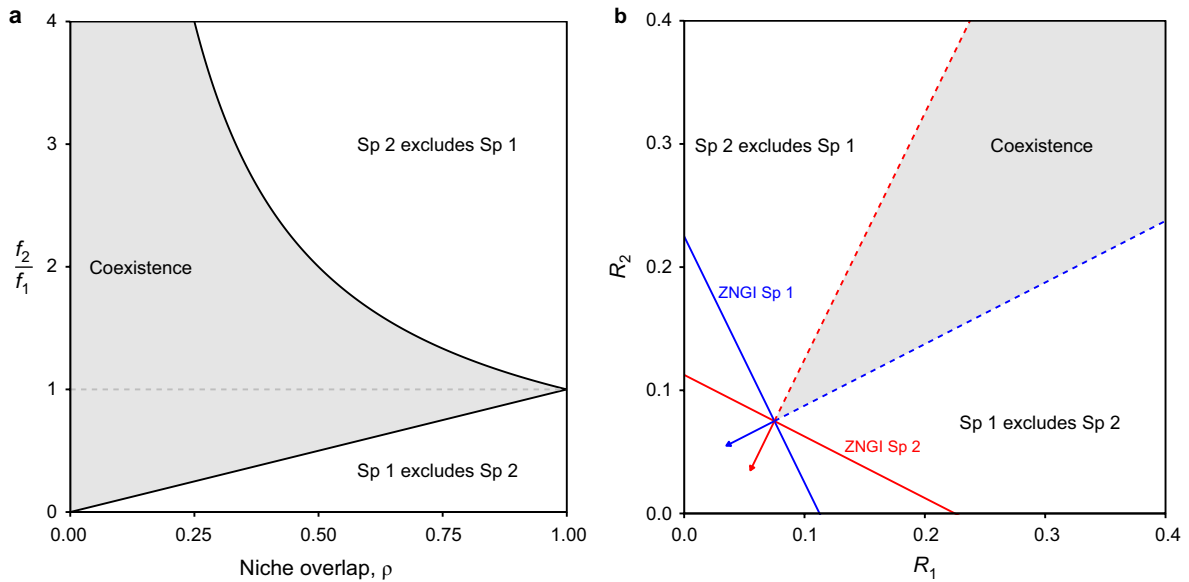 a
4
3
2
1
0
f2
f1
Sp 2 excludes Sp 1
Coexistence
Sp 1 excludes Sp 2
0.00
0.25
0.50
0.75
1.00
Niche overlap, ρ
b
0.4
0.3
0.2
0.1
0.0
R2
Sp 2 excludes Sp 1
Coexistence
ZNGI Sp 1
Sp 1 excludes Sp 2
ZNGI Sp 2
0.0
0.1
0.2
0.3
0.4
R1